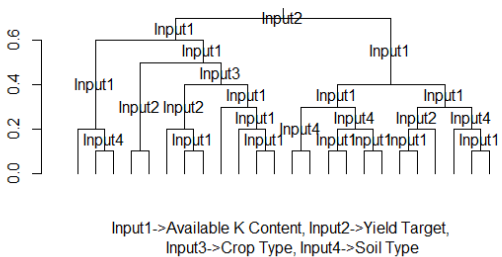 Input2
Input1
Input1
Input3
Input1
Input1
Input1
Input1
Input1
Input2
Input2
Input1
Input4
Input2
Input4
Input4
Input4
Input1
Input1
Input1
Input1
Input1
Input1
Input1
0.6
0.4
0.2
0.0
Input1->Available K Content, Input2->Yield Target,
Input3->Crop Type, Input4->Soil Type